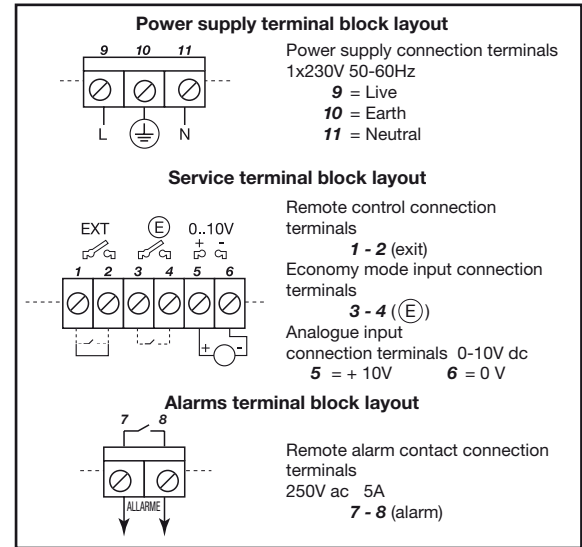 Power supply terminal block layout
9 10 11
L N
Power supply connection terminals
1x230V 50-60Hz
9 = Live
10 = Earth
11 = Neutral
Service terminal block layout
EXT E 0..10V
+ -
1 2 3 4 5 6
+ -
Remote control connection
terminals
1 - 2 (exit)
Economy mode input connection
terminals
3 - 4 (E)
Analogue input
connection terminals 0-10V dc
5 = + 10V 6 = 0 V
Alarms terminal block layout
7 8
ALLARME
Remote alarm contact connection
terminals
250V ac 5A
7 - 8 (alarm)